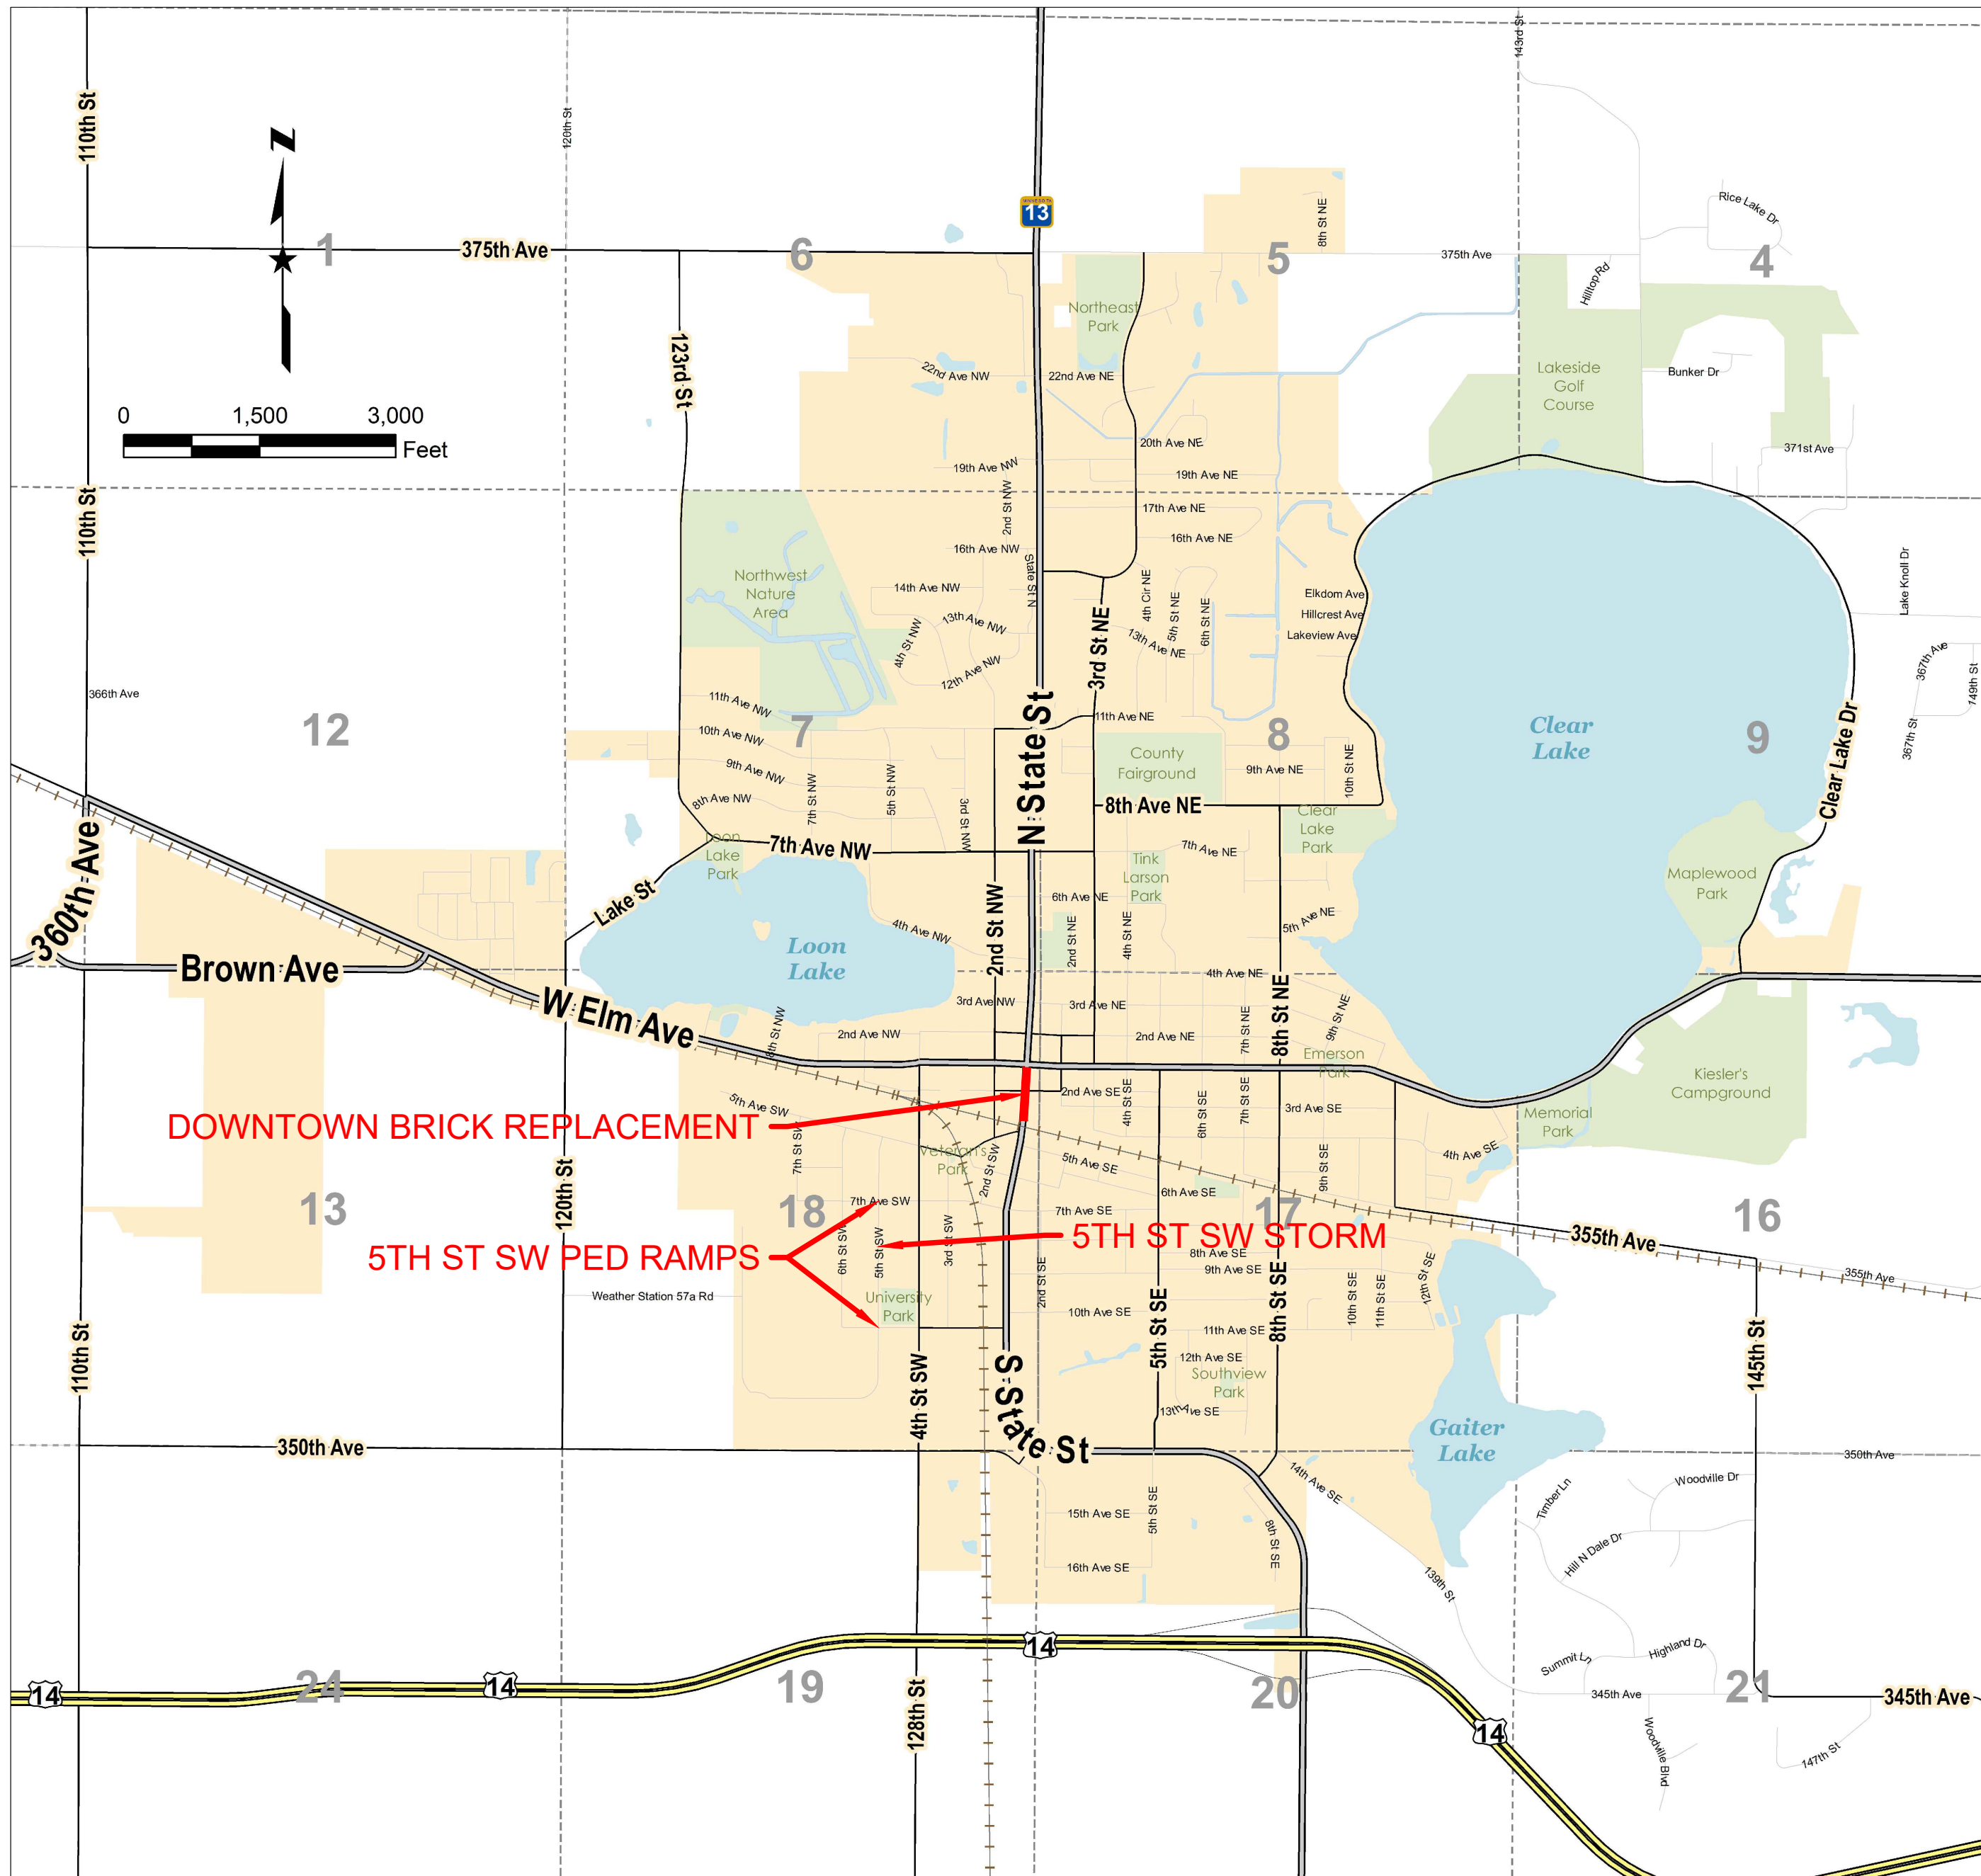 143rd St
110th St
120th St
N
MINNESOTA
13
Rice Lake Dr
8th St NE
1
375th Ave
6
5
375th Ave
4
Hilltop Rd
Northeast
Park
123rd St
22nd Ave NW
22nd Ave NE
Lakeside
Golf
Course
Bunker Dr
0
1,500
3,000
Feet
20th Ave NE
371st Ave
19th Ave NW
19th Ave NE
110th St
2nd St NW
17th Ave NE
16th Ave NW
16th Ave NE
State St N
Northwest
Nature
Area
14th Ave NW
4th Cir NE
5th St NE
6th St NE
Elkdom Ave
Hillcrest Ave
Lakeview Ave
Lake Knoll Dr
13th Ave NW
4th St NW
12th Ave NW
3rd St NE
13th Ave NE
367th Ave
149th St
367th St
366th Ave
12
11th Ave NW
10th Ave NW
9th Ave NW
8th Ave NW
7
7th St NW
5th St NW
3rd St NW
N State St
11th Ave NE
County
Fairground
8
9th Ave NE
10th St NE
Clear
Lake
9
Clear Lake Dr
8th Ave NE
Clear
Lake
Park
360th Ave
Loon
Lake
Park
7th Ave NW
7th Ave NE
Tink
Larson
Park
Maplewood
Park
Lake St
6th Ave NE
2nd St NW
2nd St NE
4th St NE
5th Ave NE
4th Ave NW
Loon
Lake
Brown Ave
4th Ave NE
W Elm Ave
3rd Ave NW
3rd Ave NE
8th St NE
9th St NE
8th St NW
2nd Ave NW
2nd Ave NE
7th St NE
Emerson
Park
Kiesler's
Campground
5th Ave SW
2nd Ave SE
4th St SE
6th St SE
7th St SE
3rd Ave SE
Memorial
Park
DOWNTOWN BRICK REPLACEMENT
7th St SW
Veteran's
Park
2nd St SW
5th Ave SE
9th St SE
4th Ave SE
120th St
13
18
7th Ave SW
6th Ave SE
7th Ave SE
17
16
355th Ave
355th Ave
6th St SW
5th St SW
3rd St SW
5TH ST SW STORM
5TH ST SW PED RAMPS
8th Ave SE
9th Ave SE
2nd St SE
10th St SE
11th St SE
12th St SE
Weather Station 57a Rd
University
Park
10th Ave SE
11th Ave SE
5th St SE
8th St SE
12th Ave SE
Southview
Park
13th Ave SE
110th St
4th St SW
S State St
145th St
350th Ave
Gaiter
Lake
350th Ave
14th Ave SE
Woodville Dr
Timber Ln
15th Ave SE
5th St SE
8th St SE
Hill N Dale Dr
16th Ave SE
139th St
14
14
24
19
128th St
14
20
14
Summit Ln
Highland Dr
345th Ave
21
345th Ave
Woodville Blvd
147th St